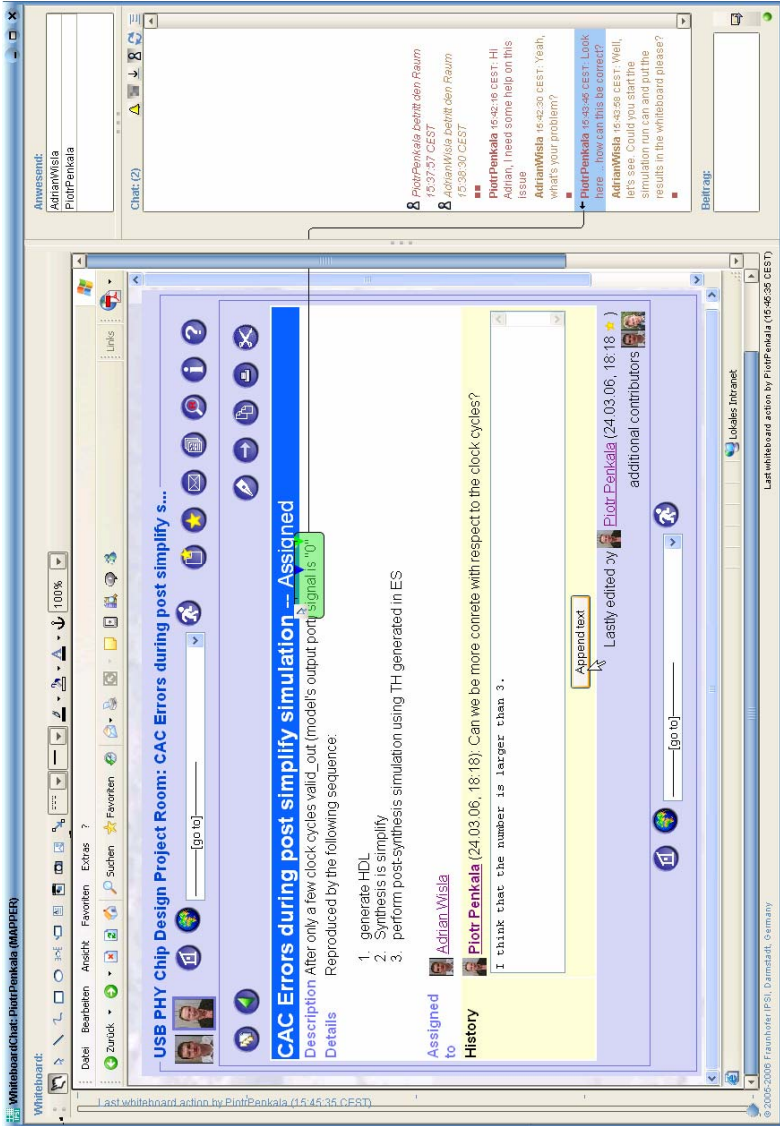 WhiteboardChat: PiotrPenkala (MAPPER)
Whiteboard:
100%
Datei Bearbeiten Ansicht Favoriten Extras ?
Zurück Suchen Favoriten Links
USB PHY Chip Design Project Room: CAC Errors during post simplify s...
-----[go to]-----
CAC Errors during post simplify simulation -- Assigned
Description After only a few clock cycles valid_out (model's output port) signal is "0"
Details Reproduced by the following sequence:
1. generate HDL
2. Synthesis is simplify
3. perform post-synthesis simulation using TH generated in ES
Assigned to Adrian Wisla
History
Piotr Penkala (24.03.06, 18:18): Can we be more conrete with respect to the clock cycles?
I think that the number is larger than 3.
Append text
Lastly edited by Piotr Penkala (24.03.06, 18:18 )
additional contributors
-----[go to]-----
Lokales Intranet
Last whiteboard action by PiotrPenkala (15:45:35 CEST)
© 2005-2006 Fraunhofer IPSI, Darmstadt, Germany
Last whiteboard action by PiotrPenkala (15:45:35 CEST)
Anwesend:
AdrianWisla
PiotrPenkala
Chat: (2)
PiotrPenkala betritt den Raum
15:37:57 CEST
AdrianWisla betritt den Raum
15:38:30 CEST
PiotrPenkala 15:42:16 CEST: Hi
Adrian, I need some help on this
issue
AdrianWisla 15:42:30 CEST: Yeah,
what's your problem?
PiotrPenkala 15:43:46 CEST: Look
here ... how can this be correct?
AdrianWisla 15:43:58 CEST: Well,
let's see. Could you start the
simulation run can and put the
results in the whiteboard please?
Beitrag: